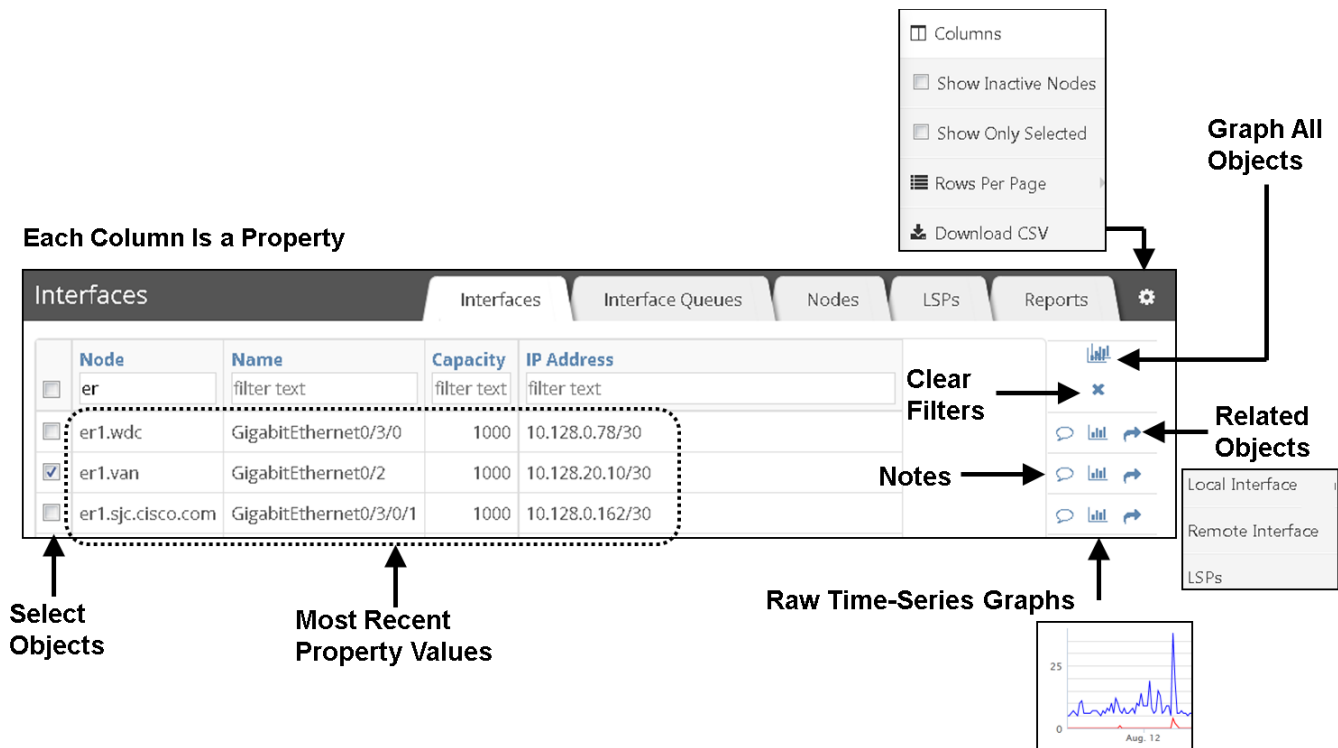 Columns
Show Inactive Nodes
Show Only Selected
Rows Per Page
Download CSV
Graph All
Objects
Each Column Is a Property
Interfaces
Interfaces Interface Queues Nodes LSPs Reports
Node Name Capacity IP Address
er filter text filter text filter text
Clear
Filters
er1.wdc GigabitEthernet0/3/0 1000 10.128.0.78/30
Related
Objects
er1.van GigabitEthernet0/2 1000 10.128.20.10/30
Notes
Local Interface
er1.sjc.cisco.com GigabitEthernet0/3/0/1 1000 10.128.0.162/30
Remote Interface
LSPs
Select
Objects
Most Recent
Property Values
Raw Time-Series Graphs
25
0
Aug. 12